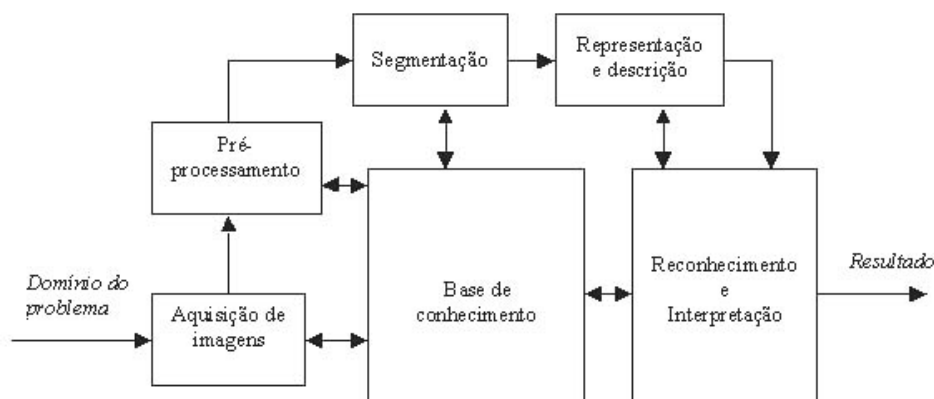 Segmentação
Representação
e descrição
Pré-
processamento
Domínio do
problema
Aquisição de
imagens
Base de
conhecimento
Reconhecimento
e
Interpretação
Resultado